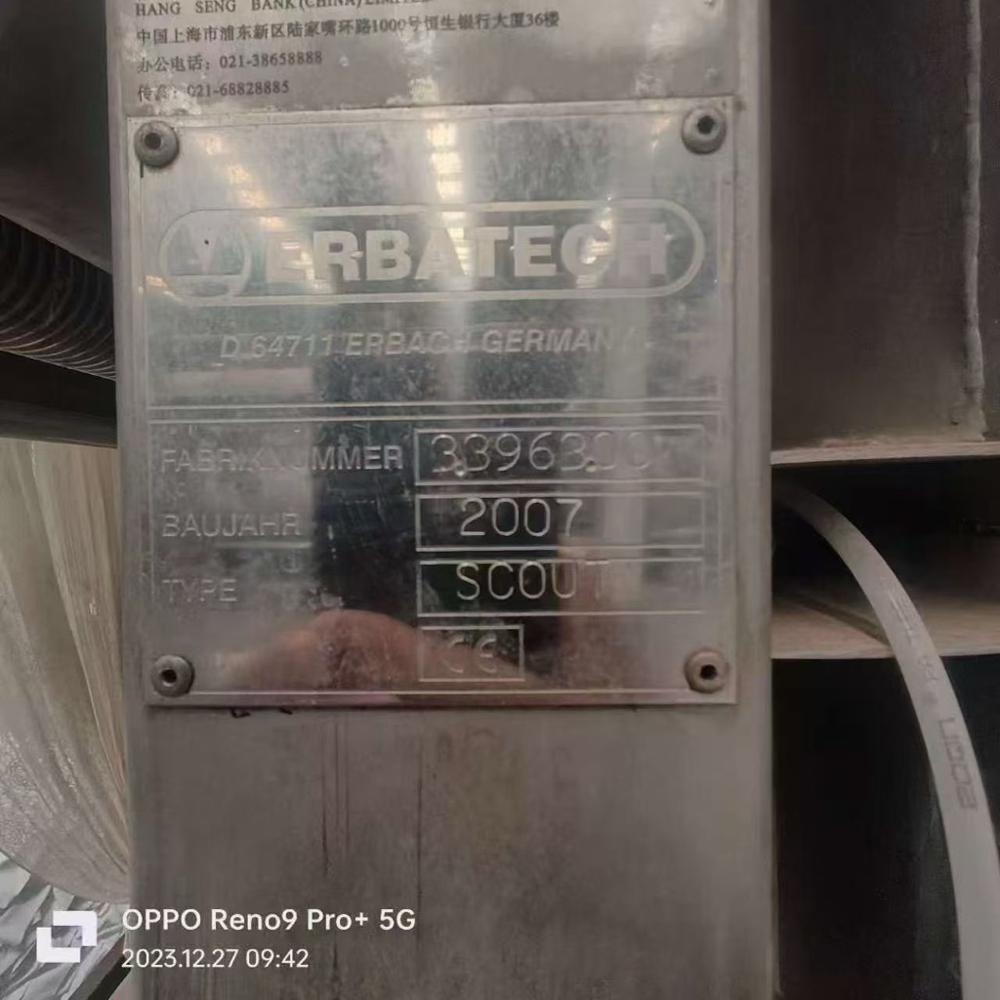 HANG SENG BANK (CHINA) LIMITED
中国上海市浦东新区陆家嘴环路1000号恒生银行大厦36楼
办公电话：021-38658888
传真：021-68828885
ERBATECH
D 64711 ERBACH GERMANY
FABRIKNUMMER 3396300
BAUJAHR 2007
TYPE SCOUT
CE
OPPO Reno9 Pro+ 5G
2023.12.27 09:42